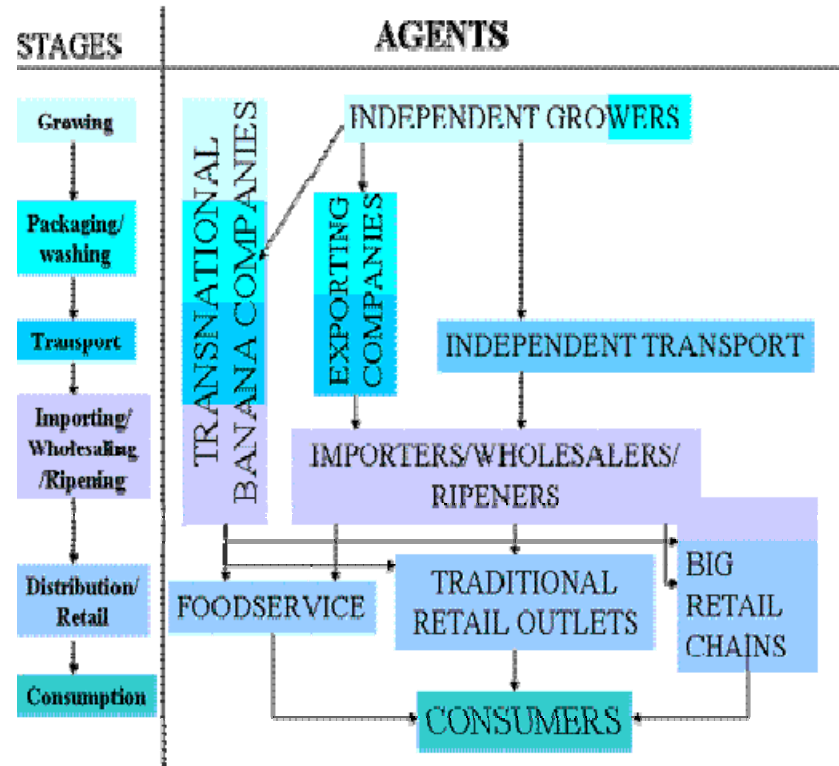 STAGES
AGENTS
Growing
Packaging/
washing
Transport
Importing/
Wholesaling
/Ripening
Distribution/
Retail
Consumption
TRANSNATIONAL
BANANA COMPANIES
INDEPENDENT GROWERS
EXPORTING
COMPANIES
INDEPENDENT TRANSPORT
IMPORTERS/WHOLESALERS/
RIPENERS
FOODSERVICE
TRADITIONAL
RETAIL OUTLETS
BIG
RETAIL
CHAINS
CONSUMERS